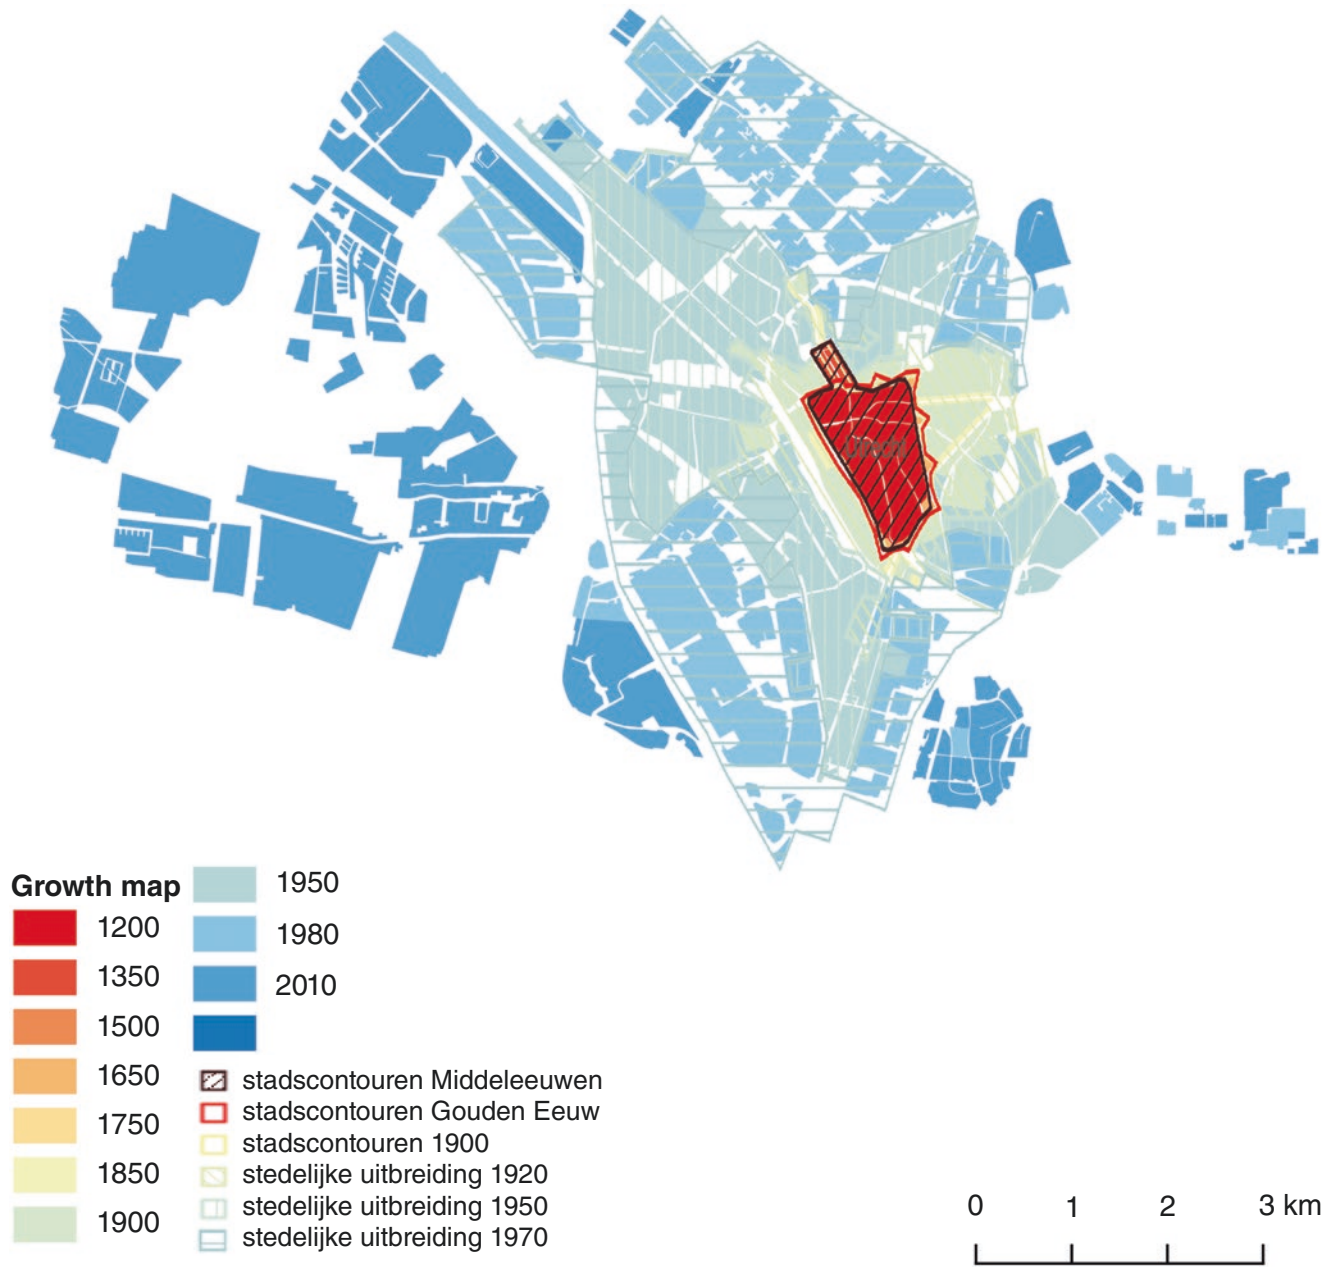 Utrecht
Growth map
1200
1350
1500
1650
1750
1850
1900
1950
1980
2010
stadscontouren Middeleeuwen
stadscontouren Gouden Eeuw
stadscontouren 1900
stedelijke uitbreiding 1920
stedelijke uitbreiding 1950
stedelijke uitbreiding 1970
0 1 2 3 km